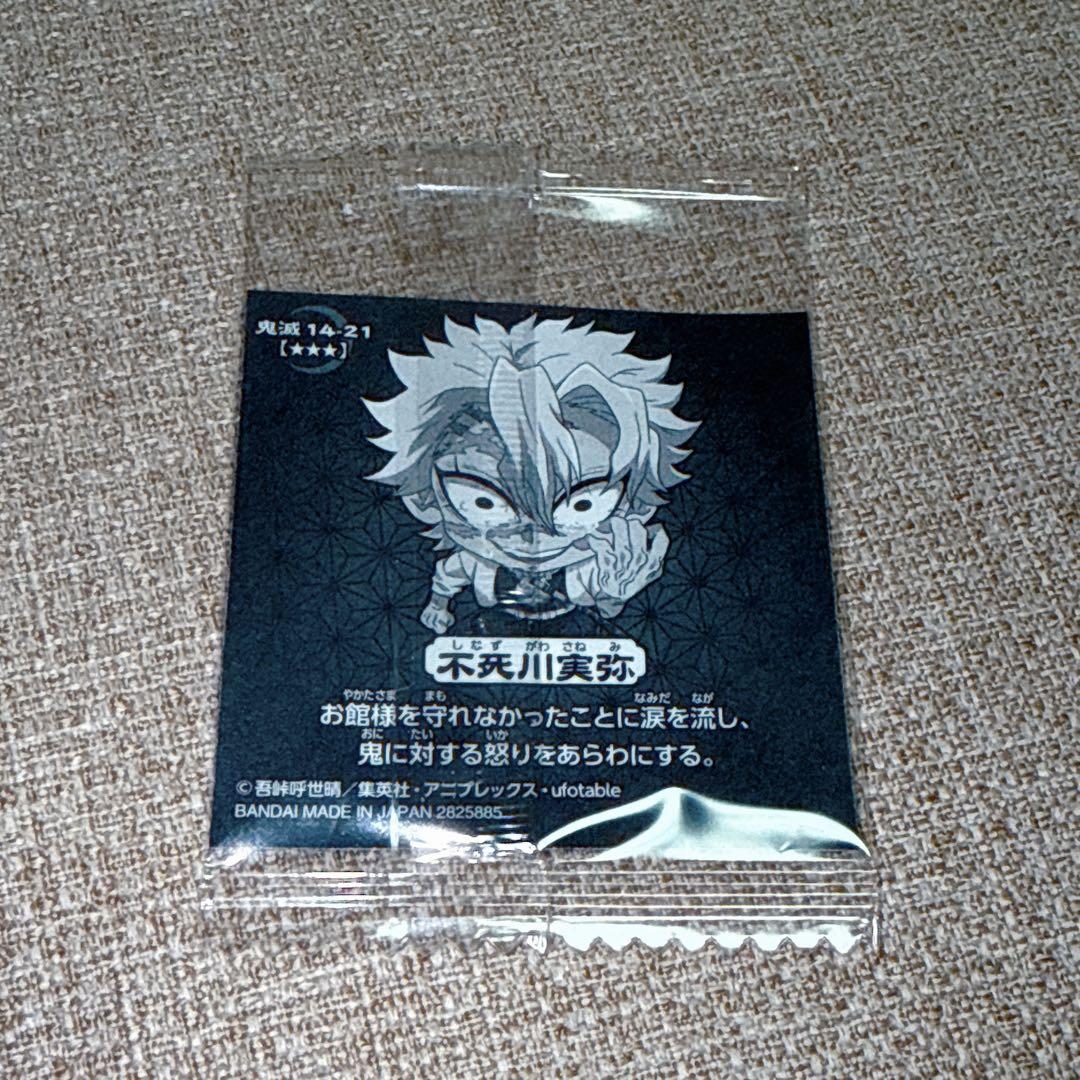 鬼滅 14-21
【★★★】
しなずがわさねみ
不死川実弥
やかたさま まも なみだ なが
お館様を守れなかったことに涙を流し、
おに たい いか
鬼に対する怒りをあらわにする。
©吾峠呼世晴／集英社・アニプレックス・ufotable
BANDAI MADE IN JAPAN 2825885